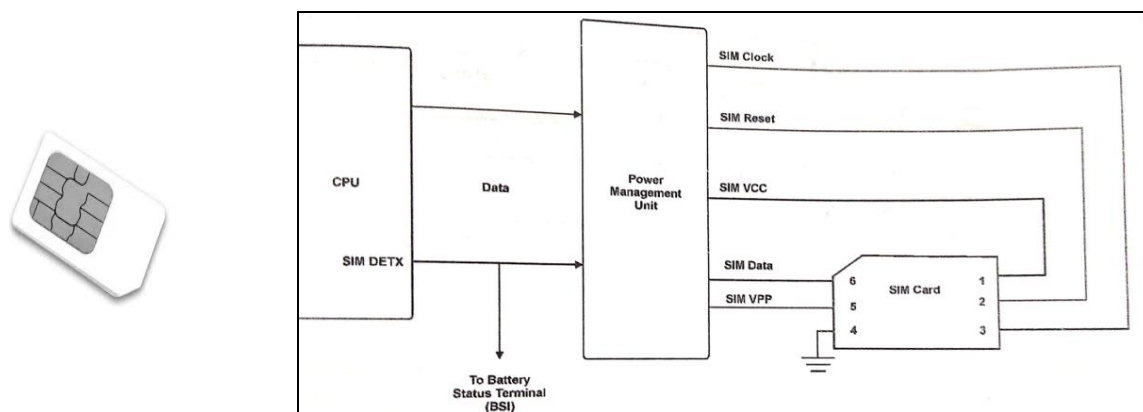 SIM Clock
SIM Reset
CPU
Data
Power
Management
Unit
SIM VCC
SIM DETX
SIM Data
SIM VPP
6
SIM Card
1
5
2
4
3
To Battery
Status Terminal
(BSI)